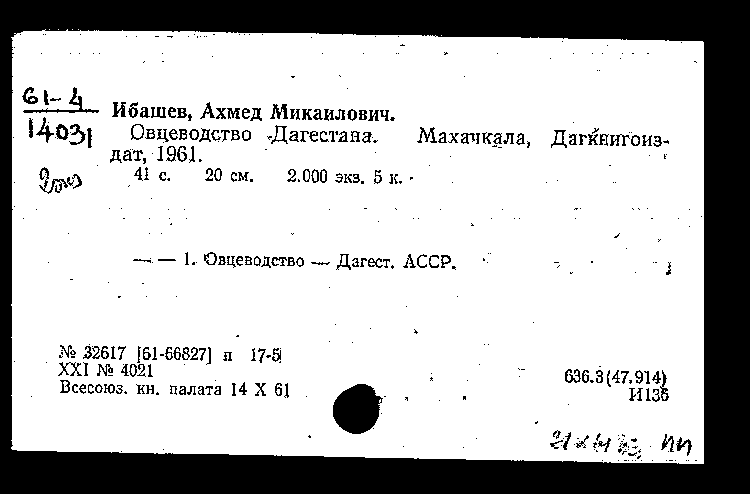 61-4
14031
Ибашев, Ахмед Микаилович.
Овцеводство Дагестана. Махачкала, Дагкнигоиз-
дат, 1961.
41 с. 20 см. 2.000 экз. 5 к.
— — 1. Овцеводство — Дагест. АССР.
№ 32617 [61-66827] п 17-5
XXI № 4021
Всесоюз. кн. палата 14 X 61
636.3(47.914)
И136